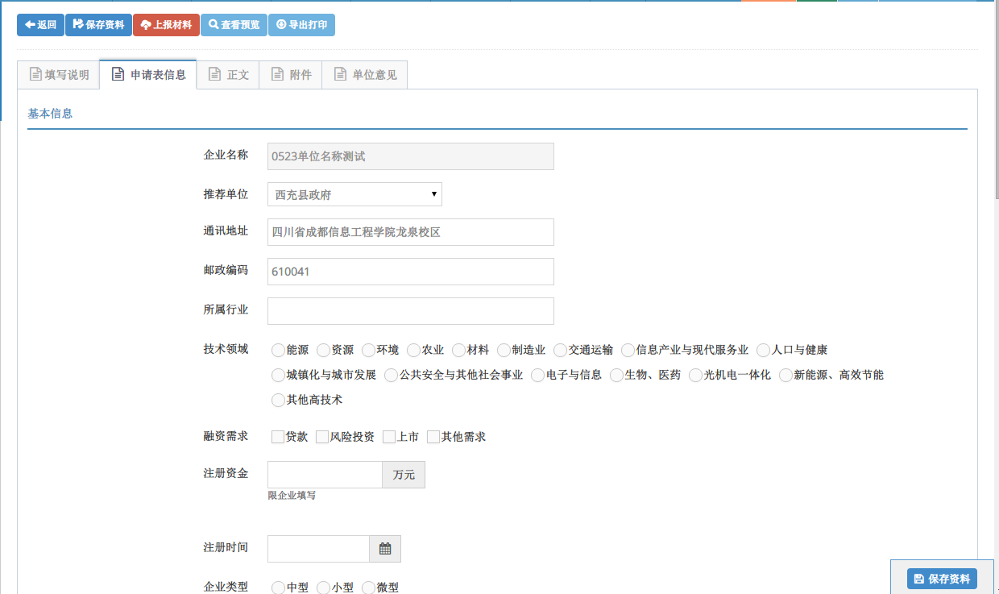 返回 保存资料 上报材料 查看预览 导出打印
填写说明 申请表信息 正文 附件 单位意见
基本信息
企业名称 0523单位名称测试
推荐单位 西充县政府
通讯地址 四川省成都信息工程学院龙泉校区
邮政编码 610041
所属行业
技术领域 能源 资源 环境 农业 材料 制造业 交通运输 信息产业与现代服务业 人口与健康
城镇化与城市发展 公共安全与其他社会事业 电子与信息 生物、医药 光机电一体化 新能源、高效节能
其他高技术
融资需求 贷款 风险投资 上市 其他需求
注册资金 万元
限企业填写
注册时间
企业类型 中型 小型 微型
保存资料